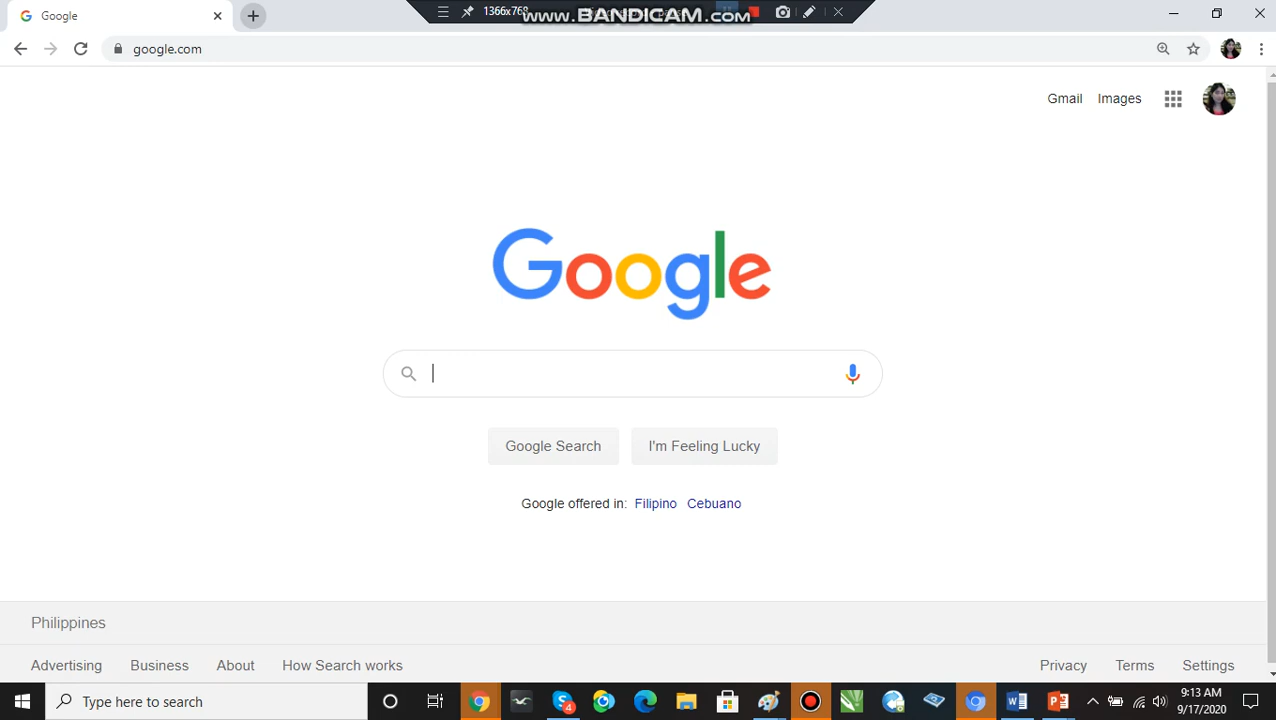 Google
1366x768
www.BANDICAM.com
google.com
Gmail Images
Google
Google Search I'm Feeling Lucky
Google offered in: Filipino Cebuano
Philippines
Advertising Business About How Search works Privacy Terms Settings
Type here to search
4
9:13 AM
9/17/2020